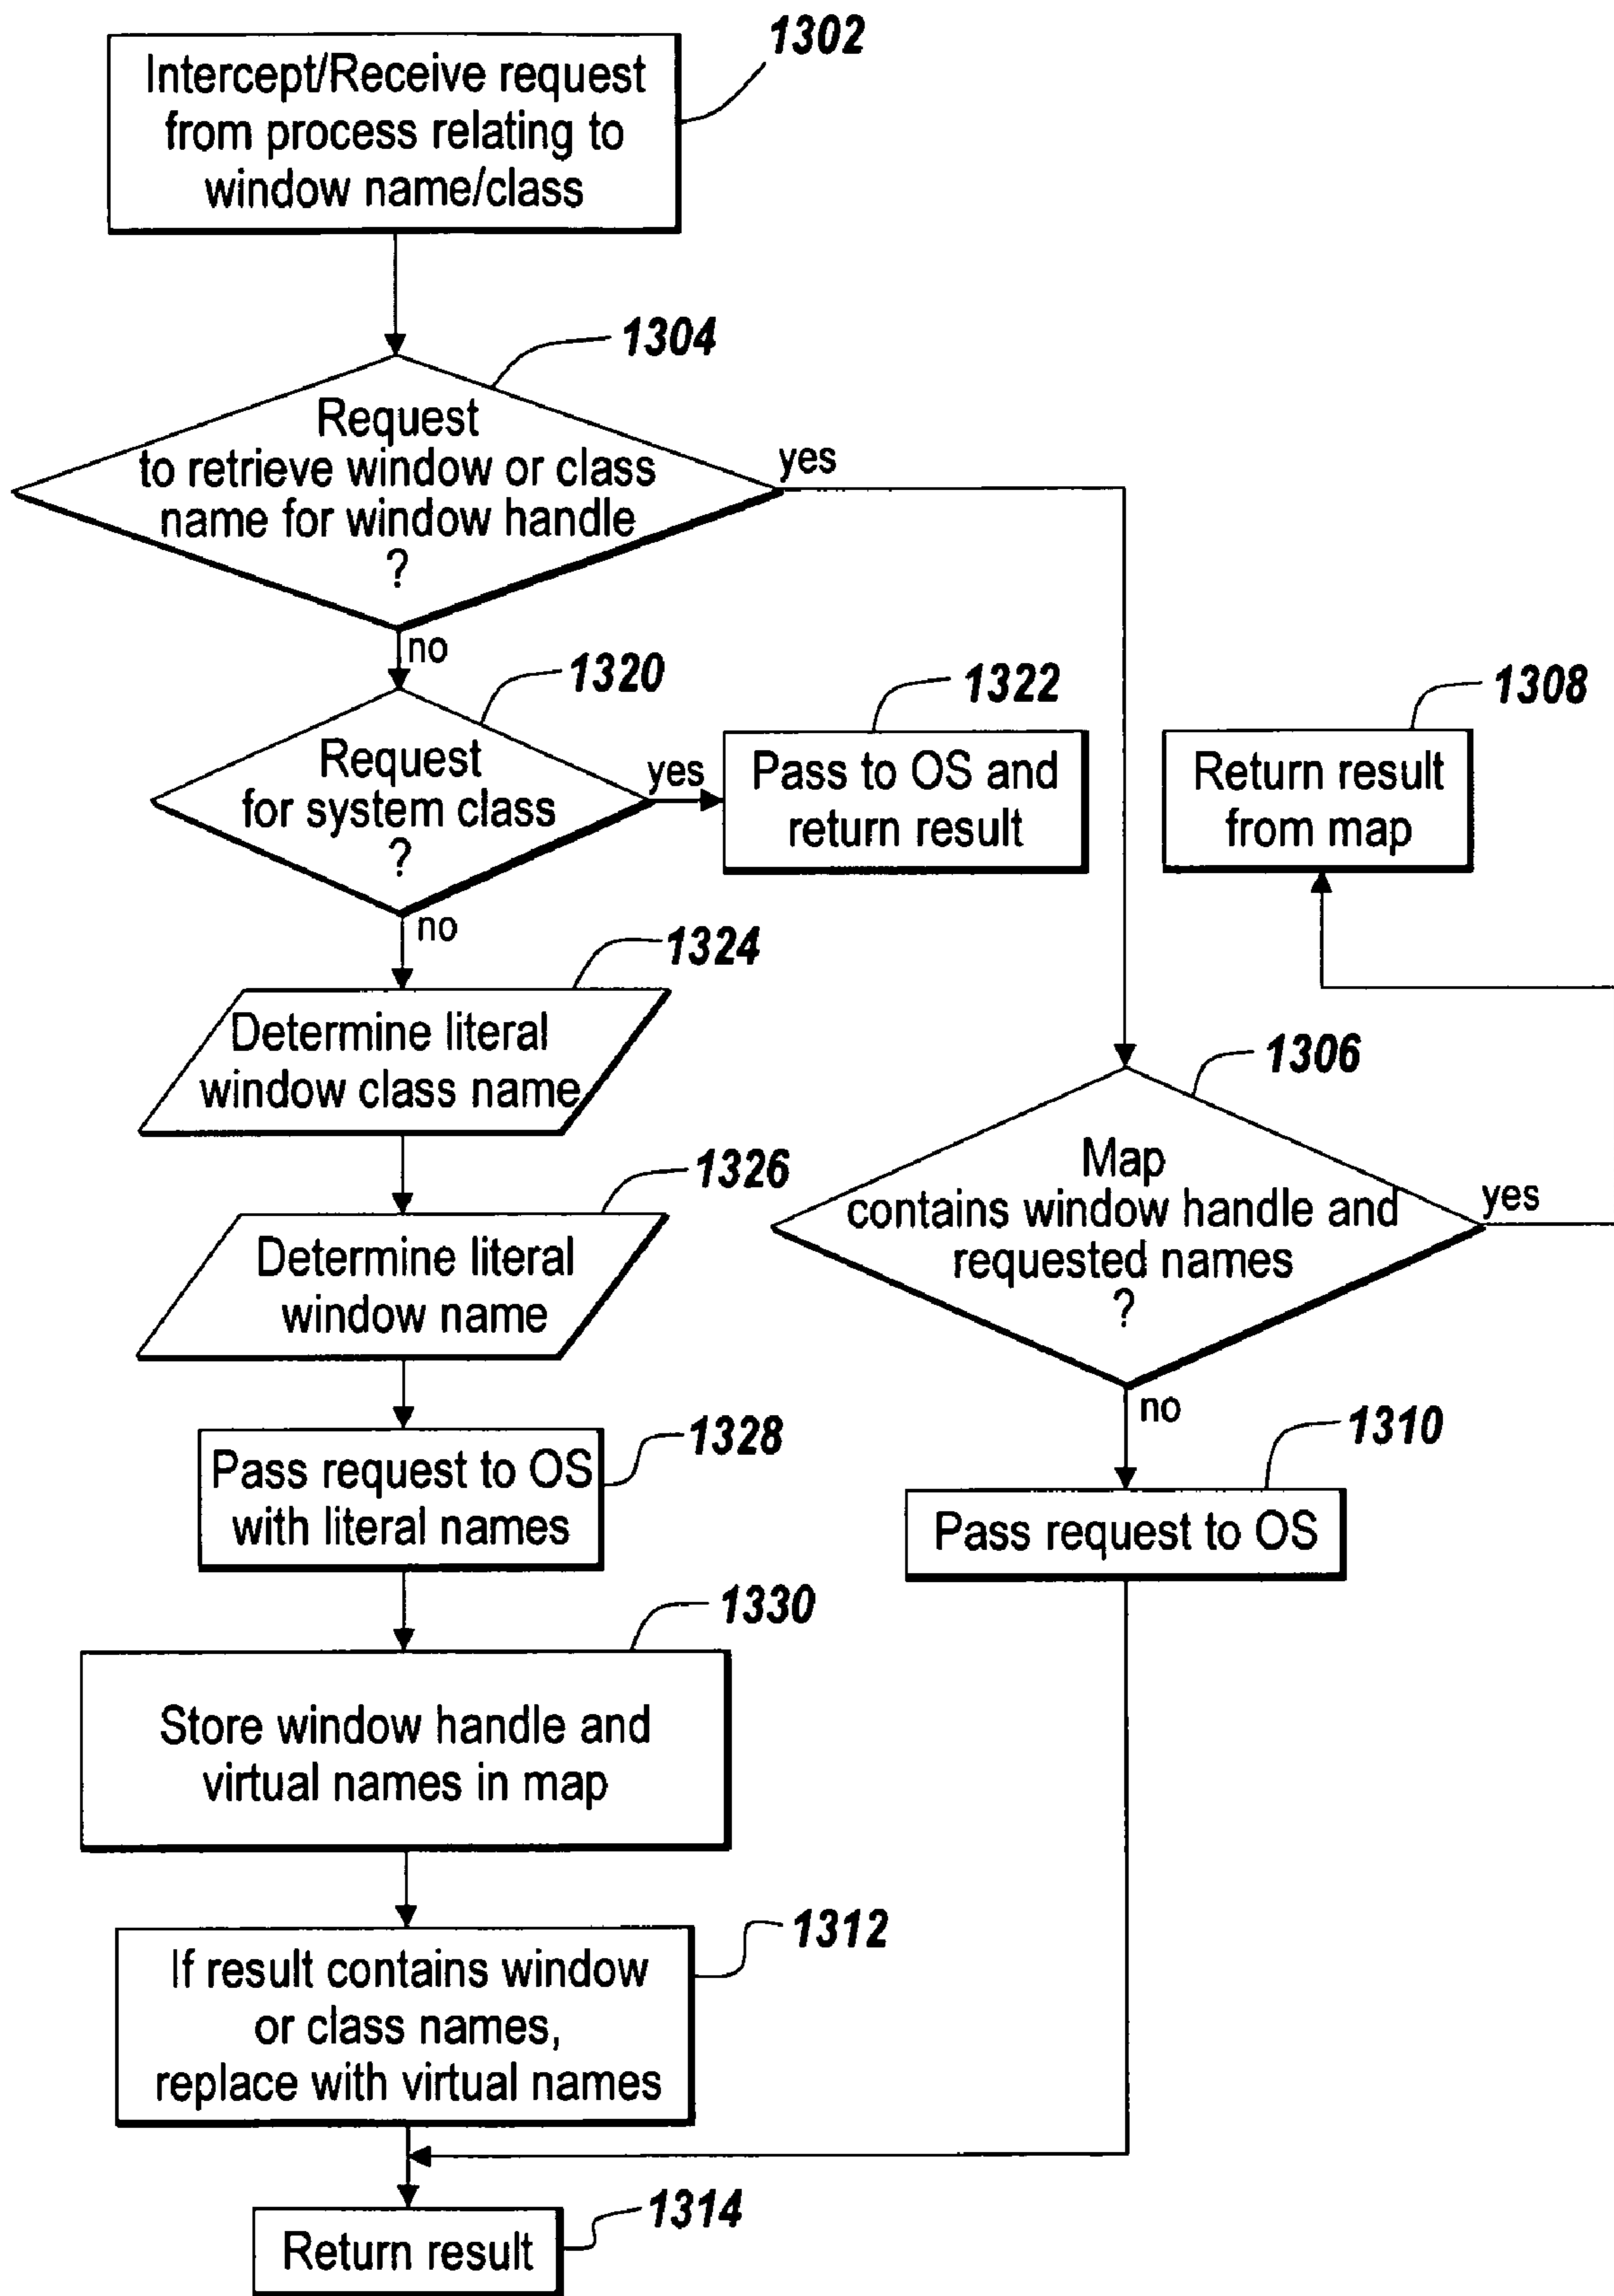 1302
Intercept/Receive request
from process relating to
window name/class
1304
Request
to retrieve window or class
name for window handle
?
yes
no
1320
Request
for system class
?
yes
no
1322
Pass to OS and
return result
1308
Return result
from map
1324
Determine literal
window class name
1306
Map
contains window handle and
requested names
?
yes
no
1326
Determine literal
window name
1328
Pass request to OS
with literal names
1310
Pass request to OS
1330
Store window handle and
virtual names in map
1312
If result contains window
or class names,
replace with virtual names
1314
Return result